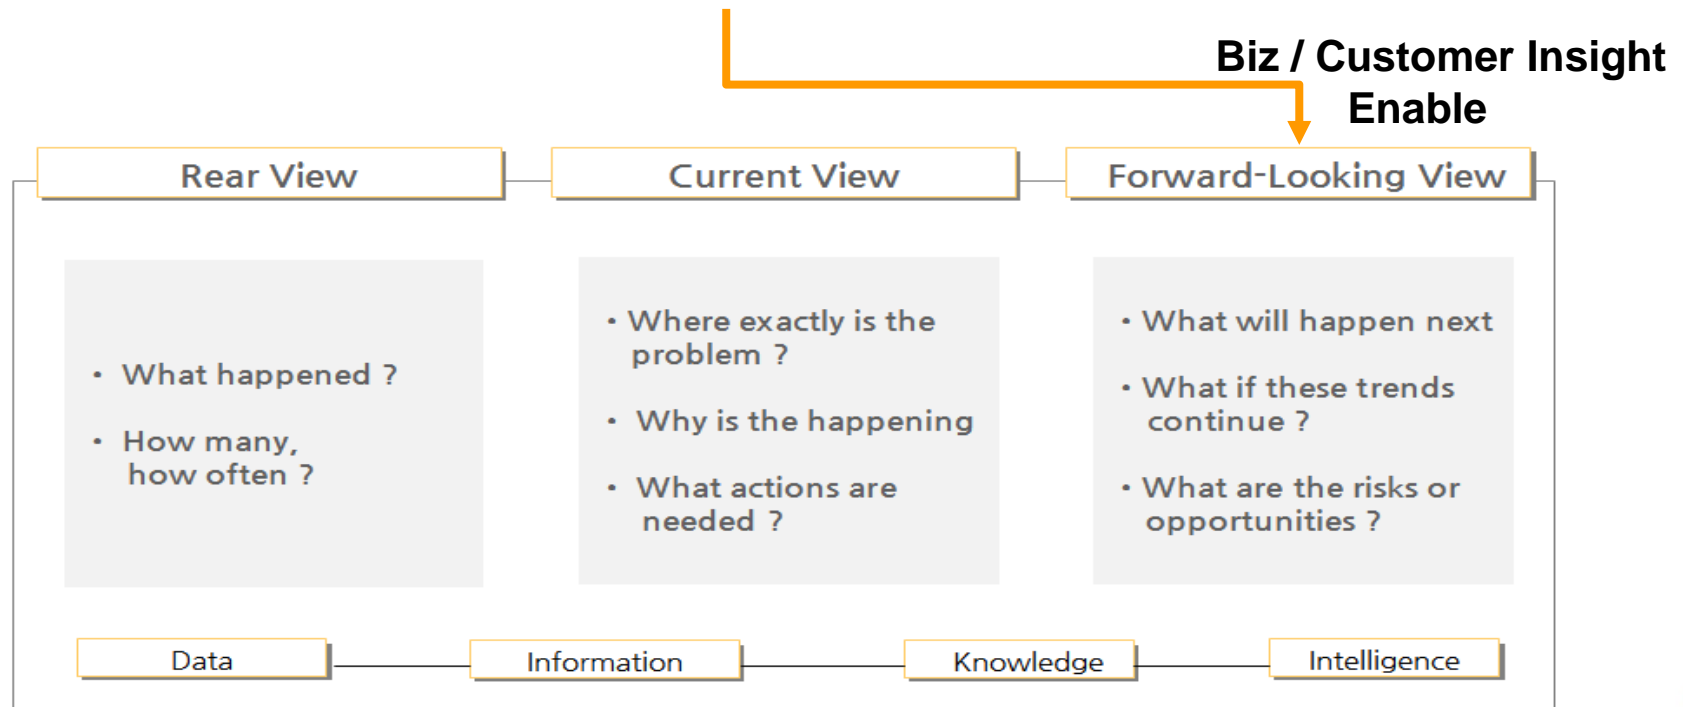 Biz / Customer Insight
Enable
Rear View
Current View
Forward-Looking View
• What happened ?
• How many,
how often ?
• Where exactly is the
problem ?
• Why is the happening
• What actions are
needed ?
• What will happen next
• What if these trends
continue ?
• What are the risks or
opportunities ?
Data
Information
Knowledge
Intelligence